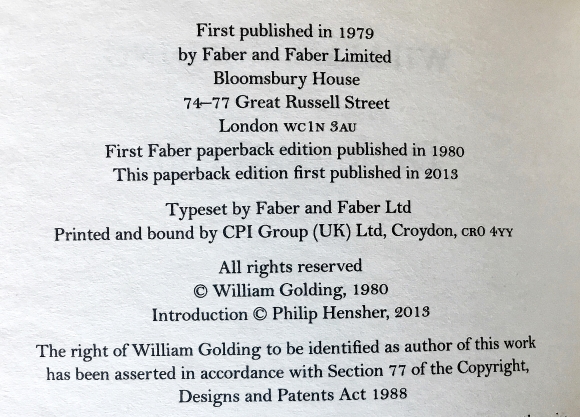 First published in 1979
by Faber and Faber Limited
Bloomsbury House
74–77 Great Russell Street
London WC1N 3AU
First Faber paperback edition published in 1980
This paperback edition first published in 2013
Typeset by Faber and Faber Ltd
Printed and bound by CPI Group (UK) Ltd, Croydon, CR0 4YY
All rights reserved
© William Golding, 1980
Introduction © Philip Hensher, 2013
The right of William Golding to be identified as author of this work
has been asserted in accordance with Section 77 of the Copyright,
Designs and Patents Act 1988